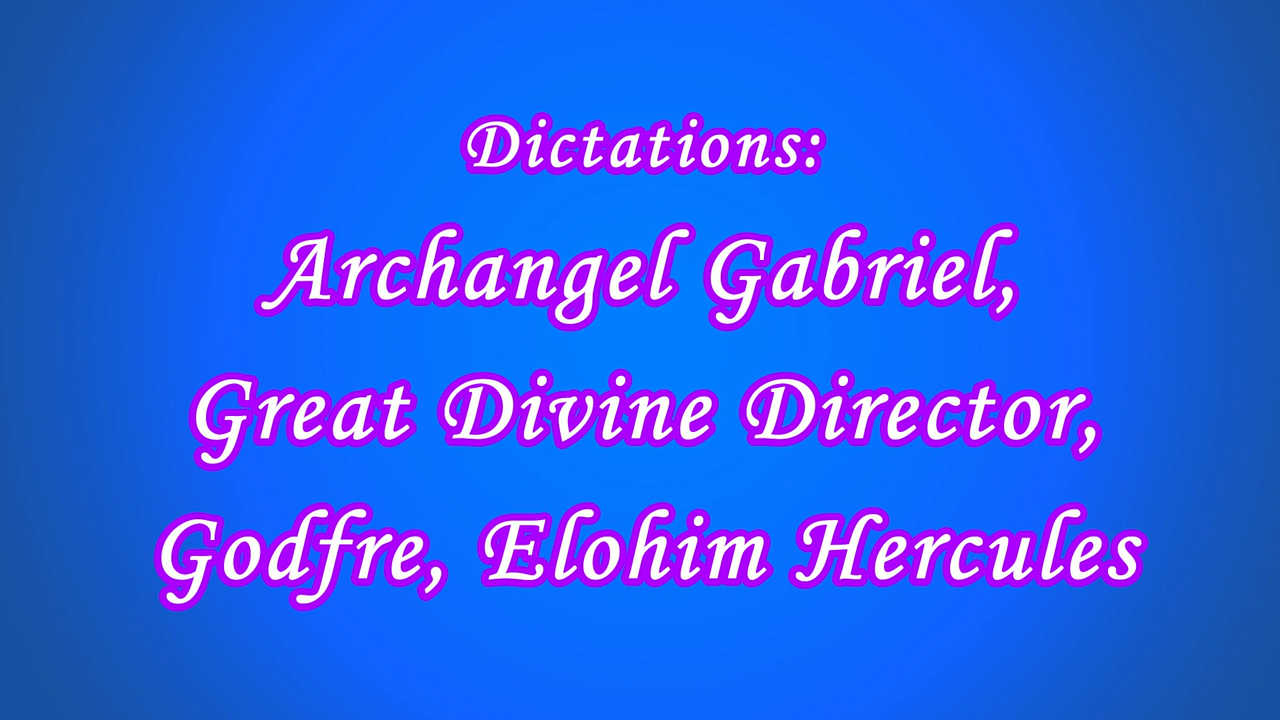 Dictations:
Archangel Gabriel,
Great Divine Director,
Godfre, Elohim Hercules